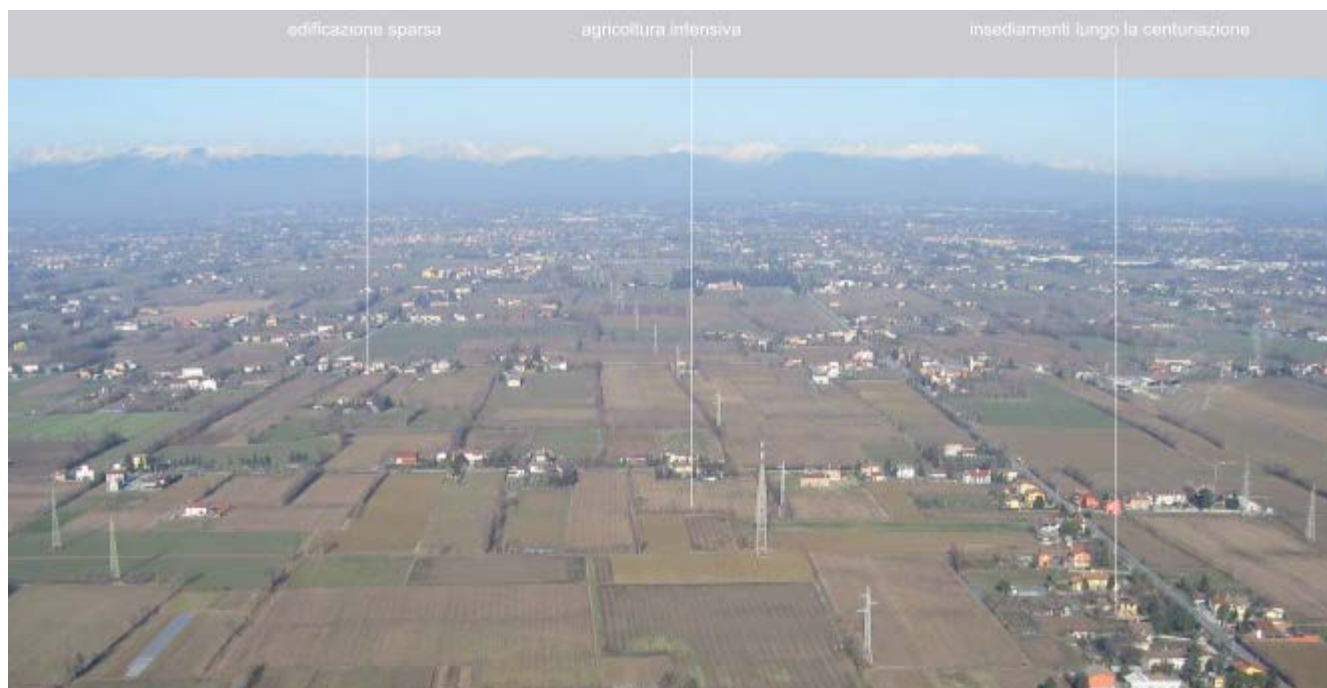 edificazione sparsa
agricoltura intensiva
insediamenti lungo la centuriazione